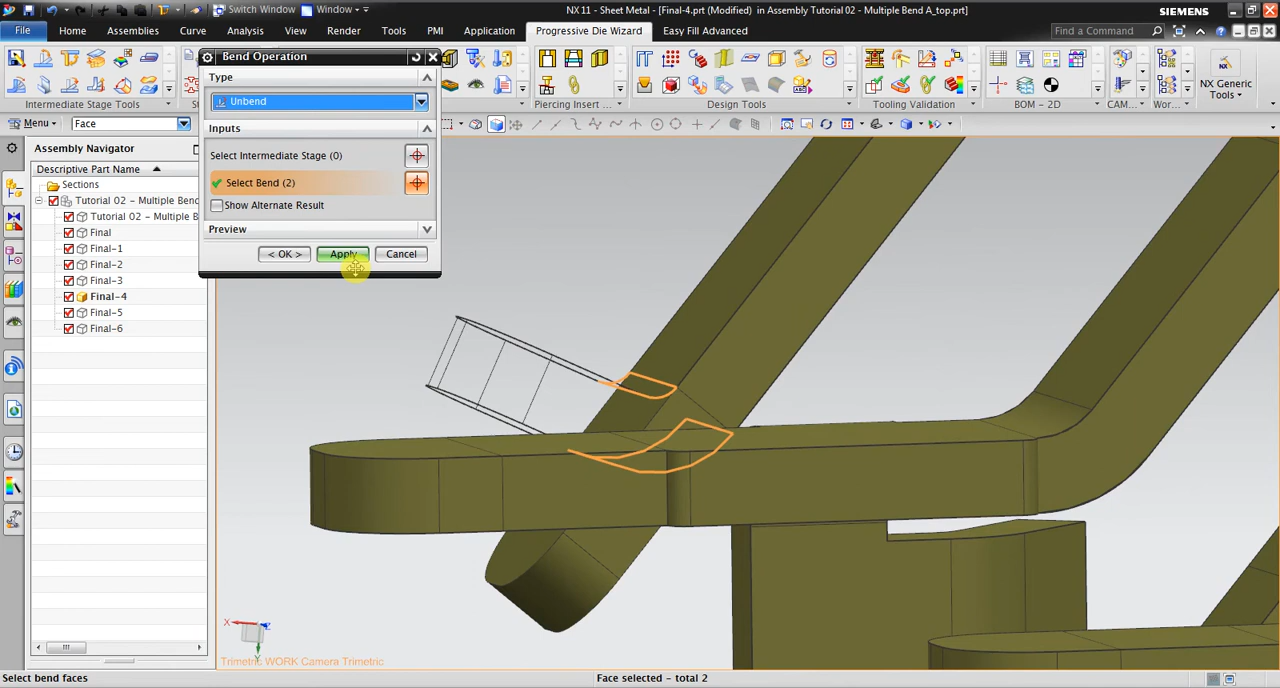 Switch Window Window NX 11 - Sheet Metal - [Final-4.prt (Modified) in Assembly Tutorial 02 - Multiple Bend A_top.prt] SIEMENS
File Home Assemblies Curve Analysis View Render Tools PMI Application Progressive Die Wizard Easy Fill Advanced Find a Command
NX Generic
Tools
Intermediate Stage Tools Piercing Insert ... Design Tools Tooling Validation BOM - 2D CAM... Wor...
Menu Face
Bend Operation
Type
Unbend
Inputs
Select Intermediate Stage (0)
Select Bend (2)
Show Alternate Result
Preview
< OK > Apply Cancel
Assembly Navigator
Descriptive Part Name
Sections
Tutorial 02 - Multiple Bend
Tutorial 02 - Multiple B
Final
Final-1
Final-2
Final-3
Final-4
Final-5
Final-6
X
Y
Trimetric WORK Camera Trimetric
Select bend faces Face selected - total 2